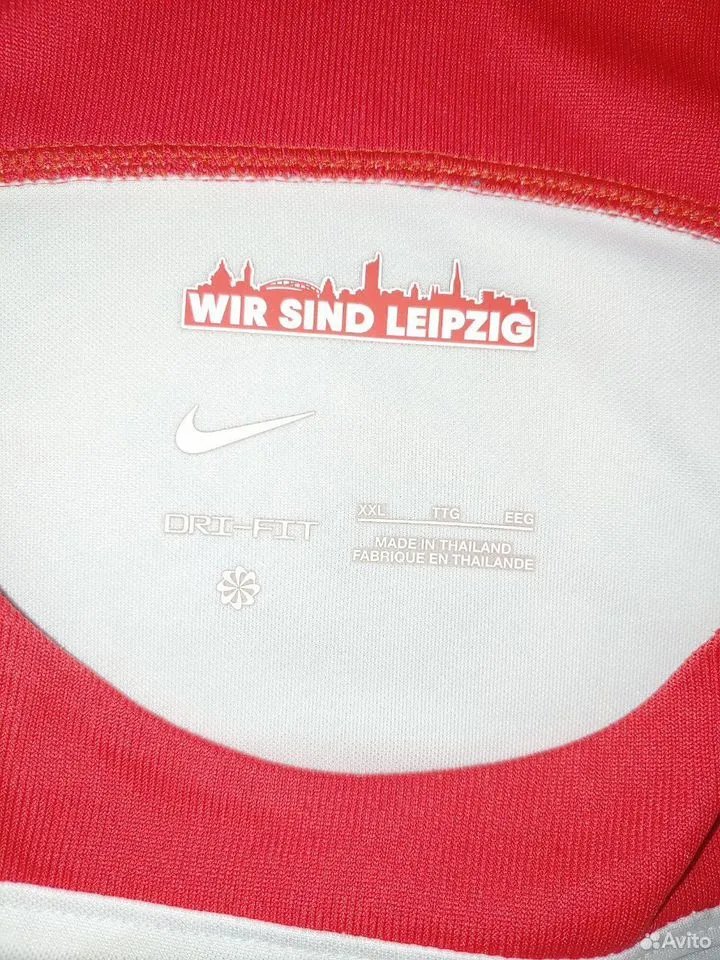 WIR SIND LEIPZIG
DRI-FIT
XXL TTG EEG
MADE IN THAILAND
FABRIQUE EN THAILANDE
Avito